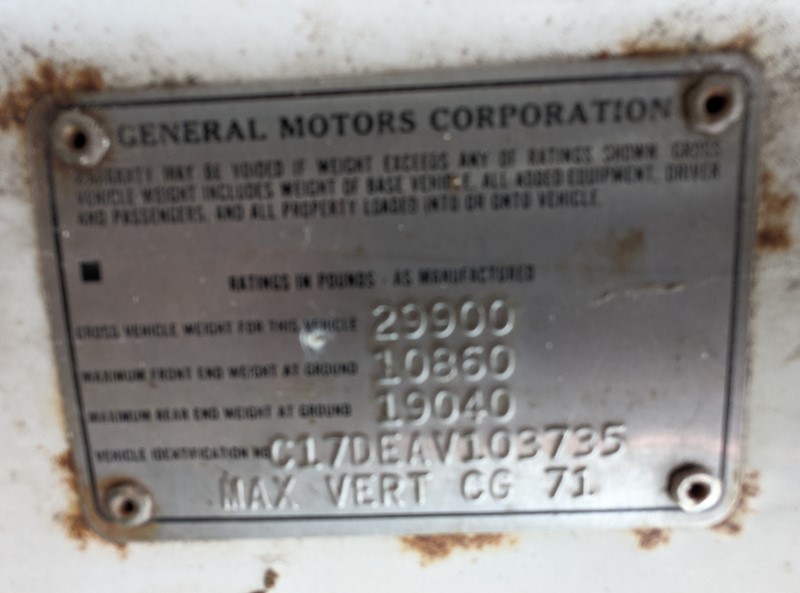 GENERAL MOTORS CORPORATION
WARRANTY MAY BE VOIDED IF WEIGHT EXCEEDS ANY OF RATINGS SHOWN. GROSS
VEHICLE WEIGHT INCLUDES WEIGHT OF BASE VEHICLE, ALL ADDED EQUIPMENT, DRIVER
AND PASSENGERS, AND ALL PROPERTY LOADED INTO OR ONTO VEHICLE.
RATINGS IN POUNDS - AS MANUFACTURED
GROSS VEHICLE WEIGHT FOR THIS VEHICLE 29900
MAXIMUM FRONT END WEIGHT AT GROUND 10860
MAXIMUM REAR END WEIGHT AT GROUND 19040
VEHICLE IDENTIFICATION NO C17DEAV103735
MAX VERT CG 71